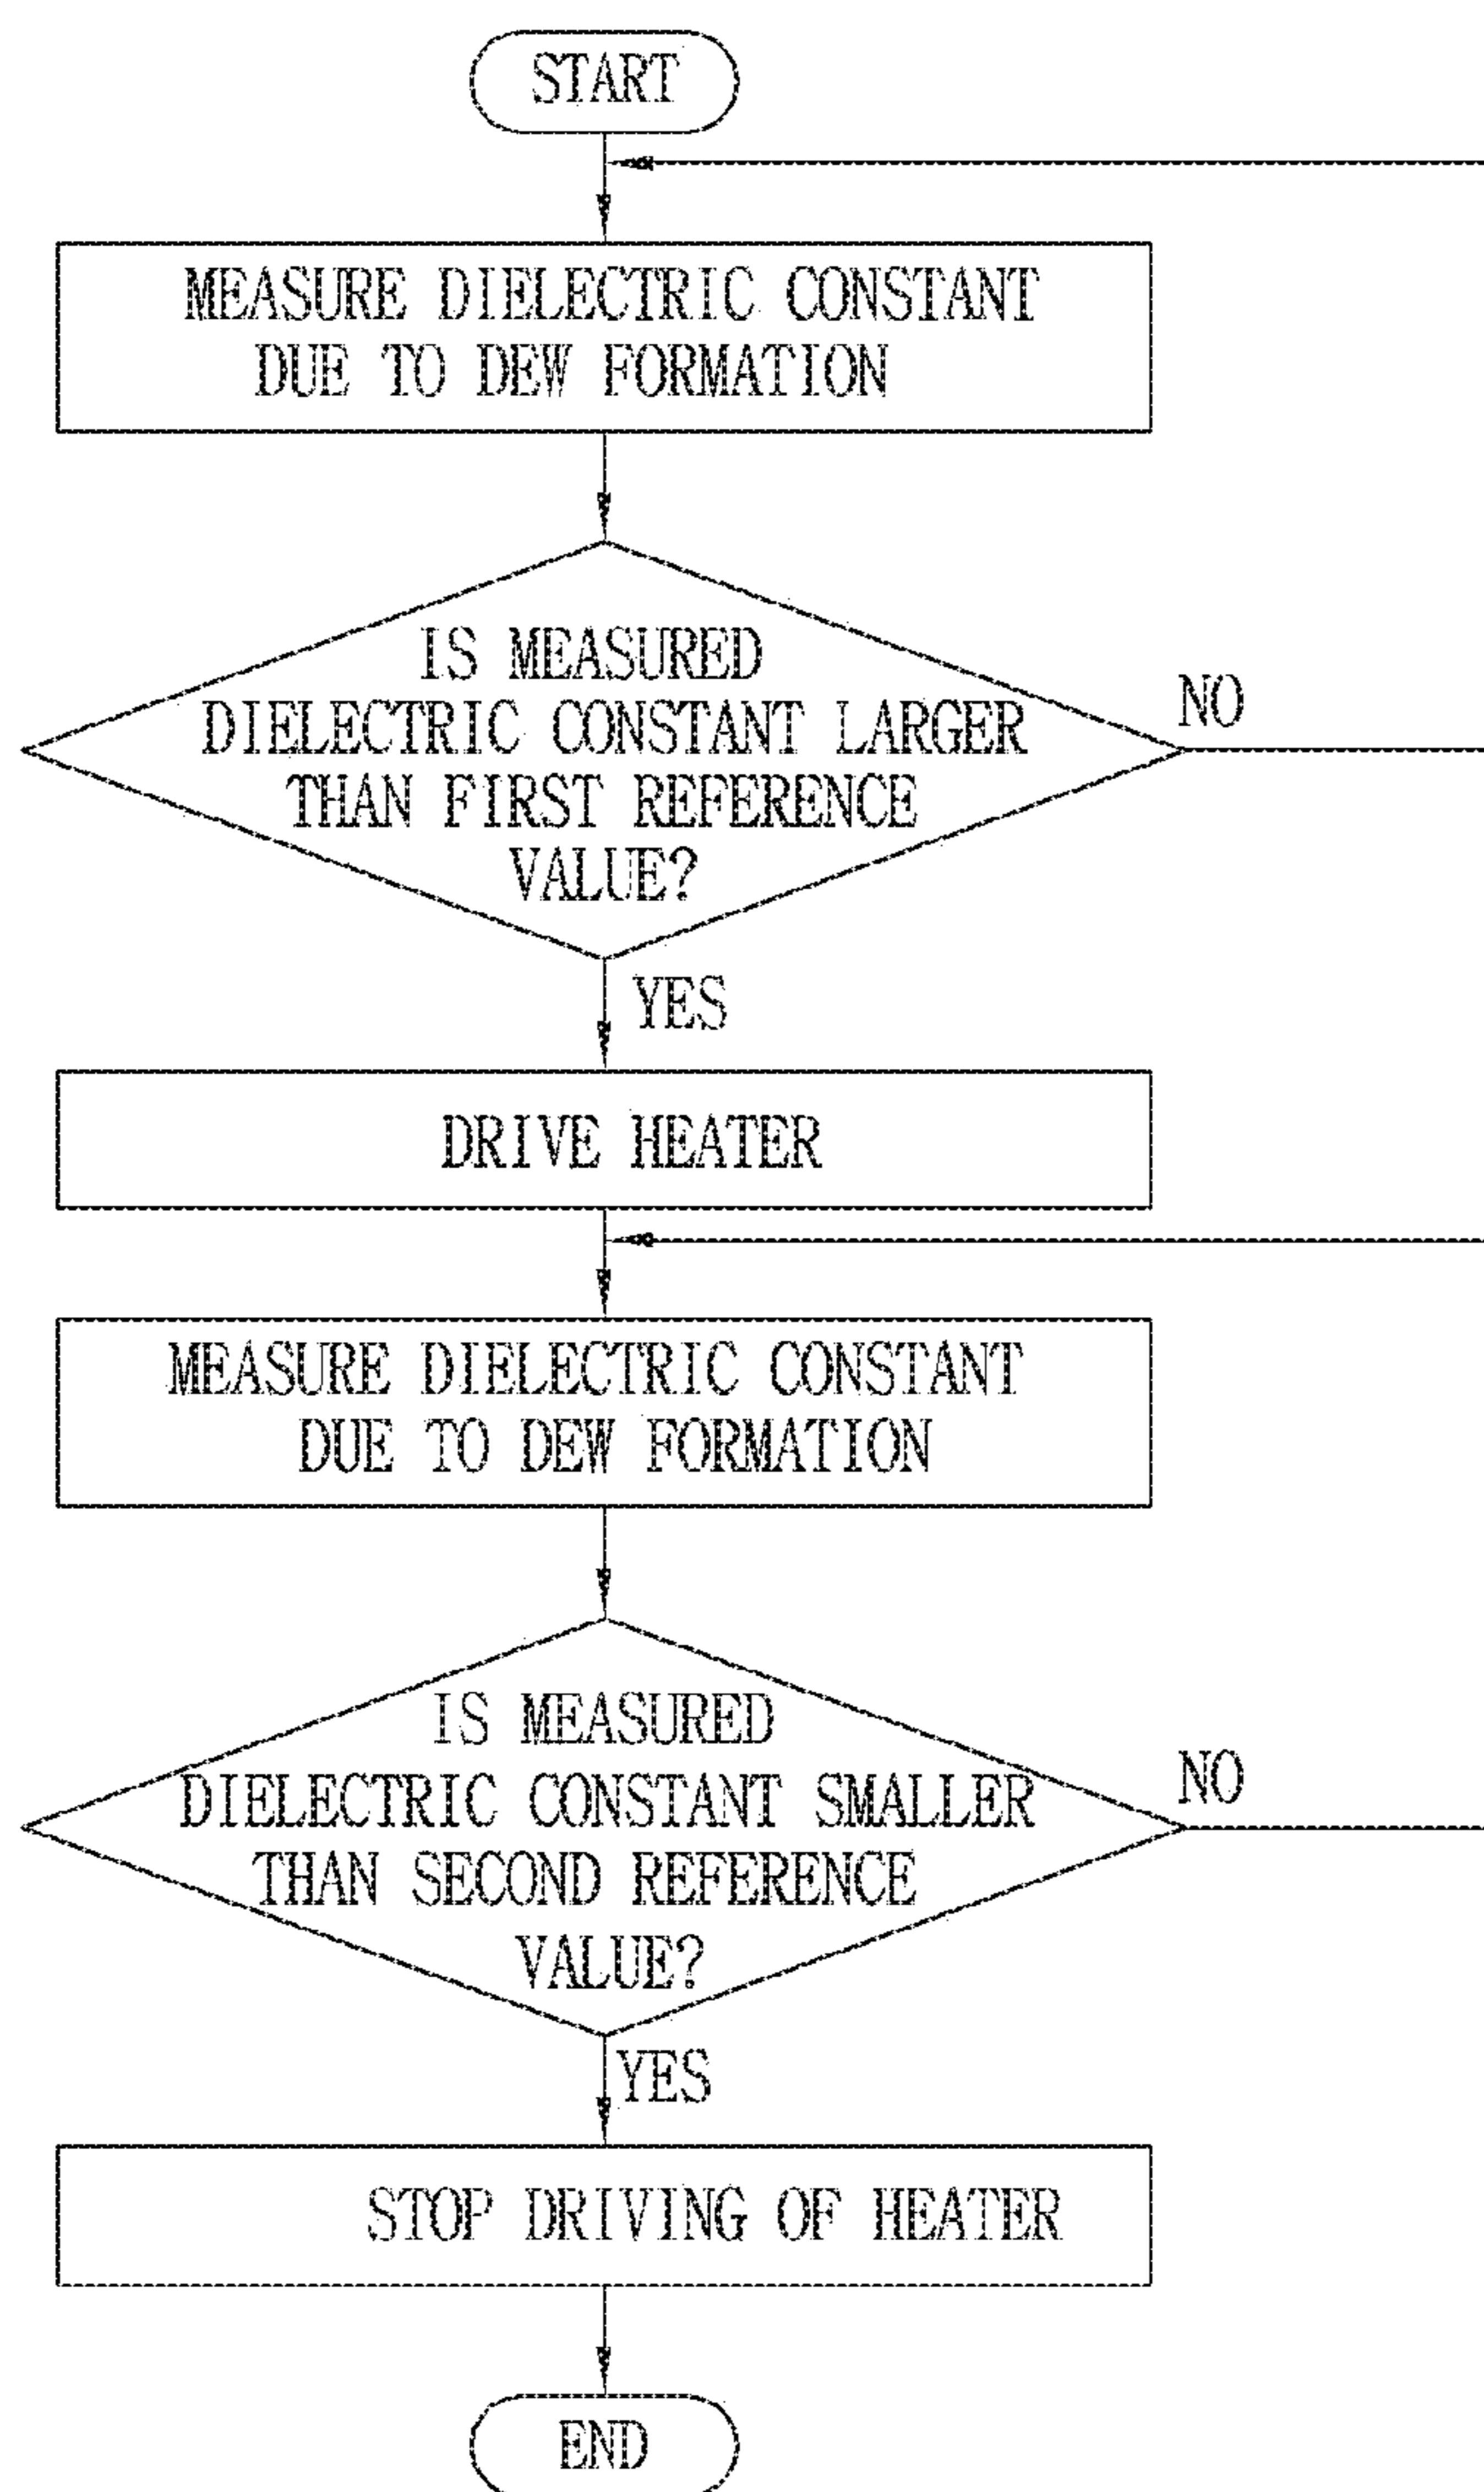 START
MEASURE DIELECTRIC CONSTANT
DUE TO DEW FORMATION
IS MEASURED
DIELECTRIC CONSTANT LARGER
THAN FIRST REFERENCE
VALUE?
NO
YES
DRIVE HEATER
MEASURE DIELECTRIC CONSTANT
DUE TO DEW FORMATION
IS MEASURED
DIELECTRIC CONSTANT SMALLER
THAN SECOND REFERENCE
VALUE?
NO
YES
STOP DRIVING OF HEATER
END